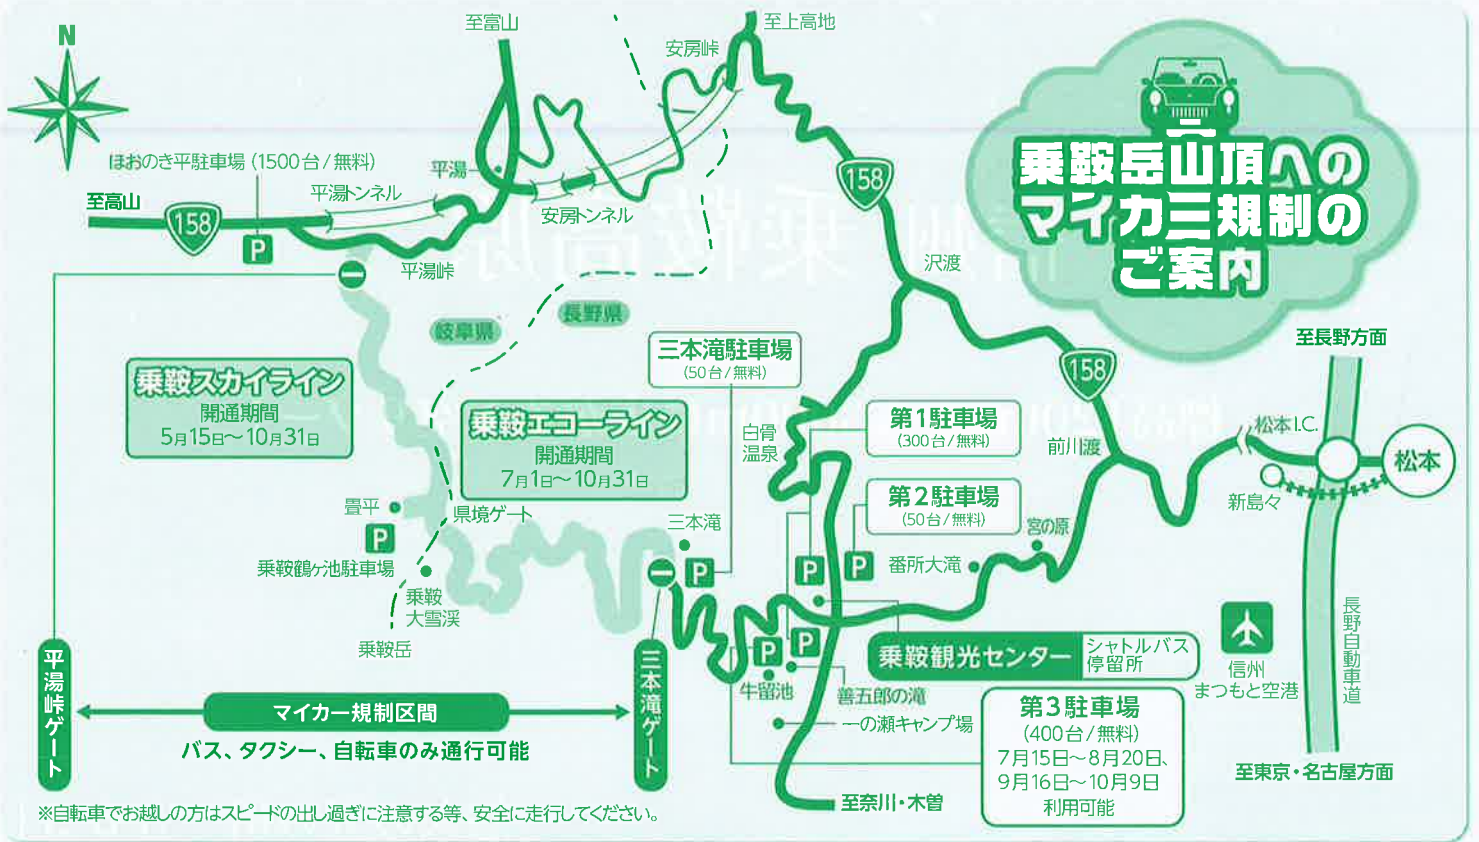 N
至富山
至上高地
安房峠
乗鞍岳山頂への
マイカー規制の
ご案内
ほおのき平駐車場 (1500台/無料)
平湯トンネル
平湯
158
至高山
158
P
安房トンネル
平湯峠
沢渡
岐阜県
長野県
至長野方面
乗鞍スカイライン
開通期間
5月15日～10月31日
乗鞍エコーライン
開通期間
7月1日～10月31日
三本滝駐車場
(50台/無料)
158
白骨
温泉
第1駐車場
(300台/無料)
前川渡
松本I.C.
松本
新島々
第2駐車場
(50台/無料)
畳平
県境ゲート
P
乗鞍鶴ヶ池駐車場
乗鞍
大雪渓
乗鞍岳
三本滝
P
P
P
番所大滝
宮の原
P
P
乗鞍観光センター
シャトルバス
停留所
牛留池
善五郎の滝
一の瀬キャンプ場
第3駐車場
(400台/無料)
7月15日～8月20日、
9月16日～10月9日
利用可能
信州
まつもと空港
長野自動車道
平湯峠ゲート
マイカー規制区間
三本滝ゲート
バス、タクシー、自転車のみ通行可能
至奈川・木曽
至東京・名古屋方面
※自転車でお越しの方はスピードの出し過ぎに注意する等、安全に走行してください。